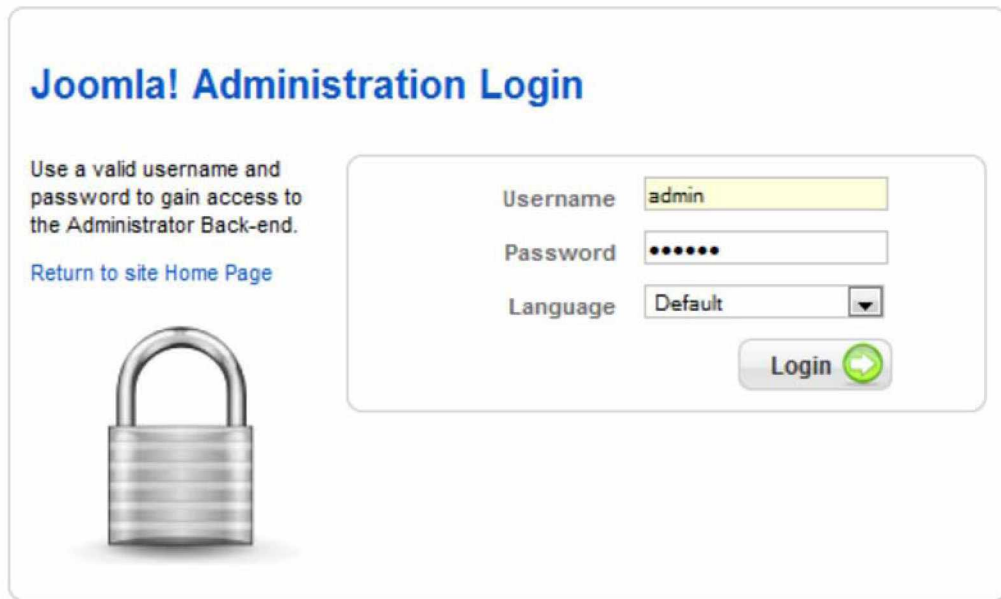 Joomla! Administration Login
Use a valid username and
password to gain access to
the Administrator Back-end.
Return to site Home Page
Username admin
Password ••••••
Language Default
Login